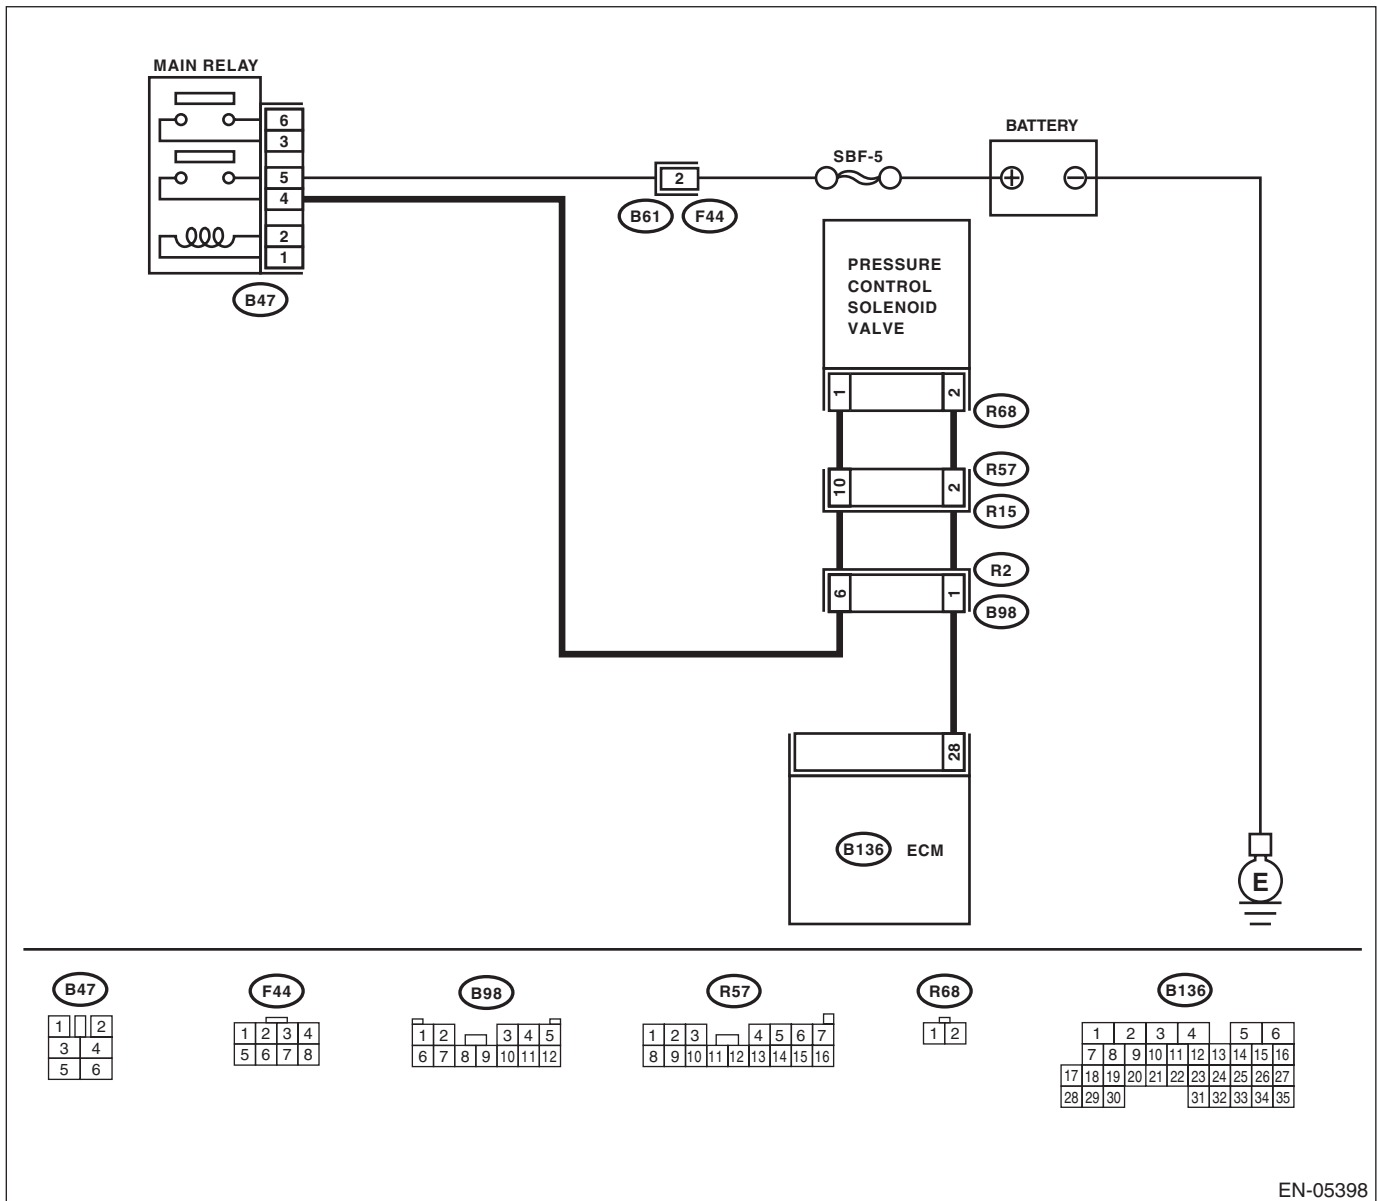 MAIN RELAY
6
3
5
4
2
1
B47
2
B61 F44
SBF-5
BATTERY
PRESSURE
CONTROL
SOLENOID
VALVE
1 2
R68
10 2
R57
R15
6 1
R2
B98
28
B136 ECM
E
B47
1 2
3 4
5 6
F44
1 2 3 4
5 6 7 8
B98
1 2 3 4 5
6 7 8 9 10 11 12
R57
1 2 3 4 5 6 7
8 9 10 11 12 13 14 15 16
R68
1 2
B136
1 2 3 4 5 6
7 8 9 10 11 12 13 14 15 16
17 18 19 20 21 22 23 24 25 26 27
28 29 30 31 32 33 34 35
EN-05398